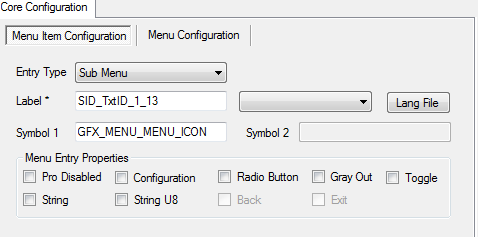 Core Configuration
Menu Item Configuration Menu Configuration
Entry Type Sub Menu
Label * SID_TxtID_1_13 Lang File
Symbol 1 GFX_MENU_MENU_ICON Symbol 2
Menu Entry Properties
Pro Disabled Configuration Radio Button Gray Out Toggle
String String U8 Back Exit